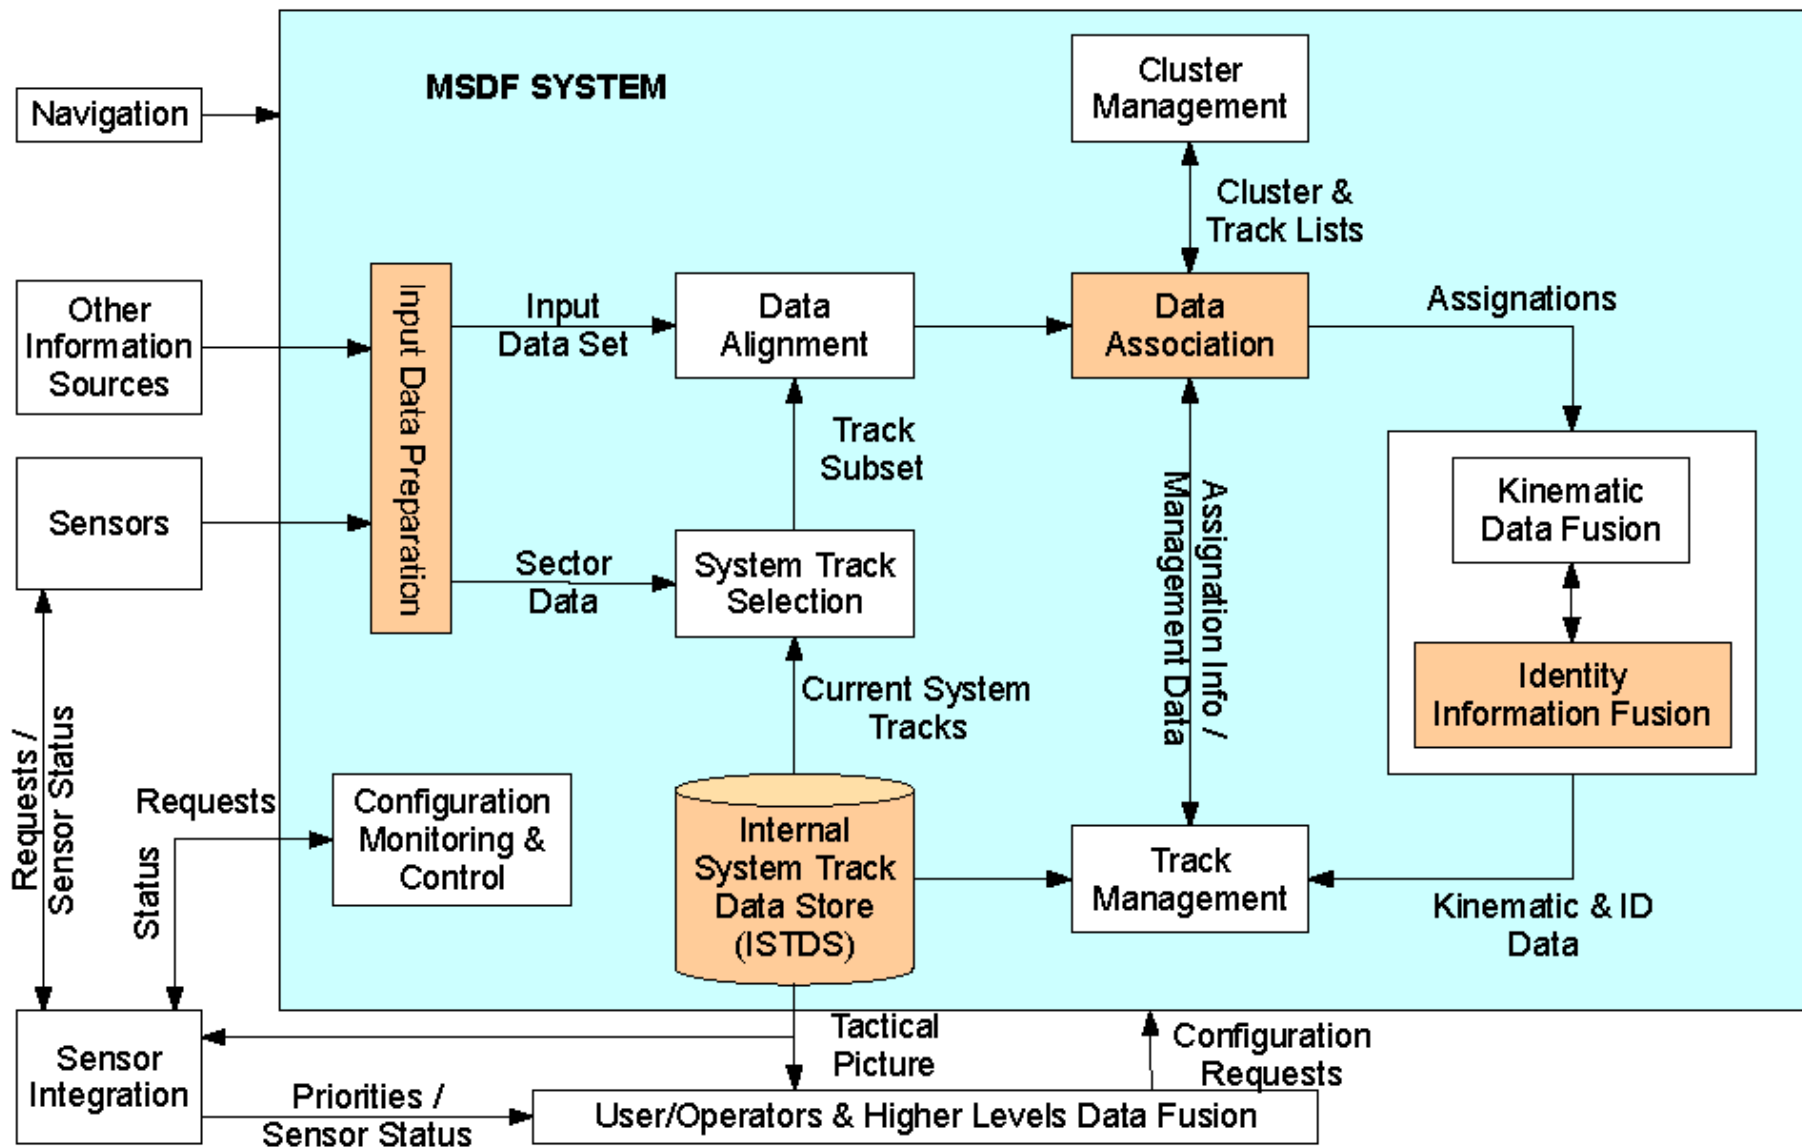 MSDF SYSTEM
Navigation
Cluster
Management
Cluster &
Track Lists
Other
Information
Sources
Input Data Preparation
Input
Data Set
Data
Alignment
Data
Association
Assignations
Track
Subset
Sensors
Sector
Data
System Track
Selection
Assignation Info /
Management Data
Kinematic
Data Fusion
Identity
Information Fusion
Current System
Tracks
Requests /
Sensor Status
Requests
Status
Configuration
Monitoring &
Control
Internal
System Track
Data Store
(ISTDS)
Track
Management
Kinematic & ID
Data
Sensor
Integration
Tactical
Picture
Configuration
Requests
Priorities /
Sensor Status
User/Operators & Higher Levels Data Fusion